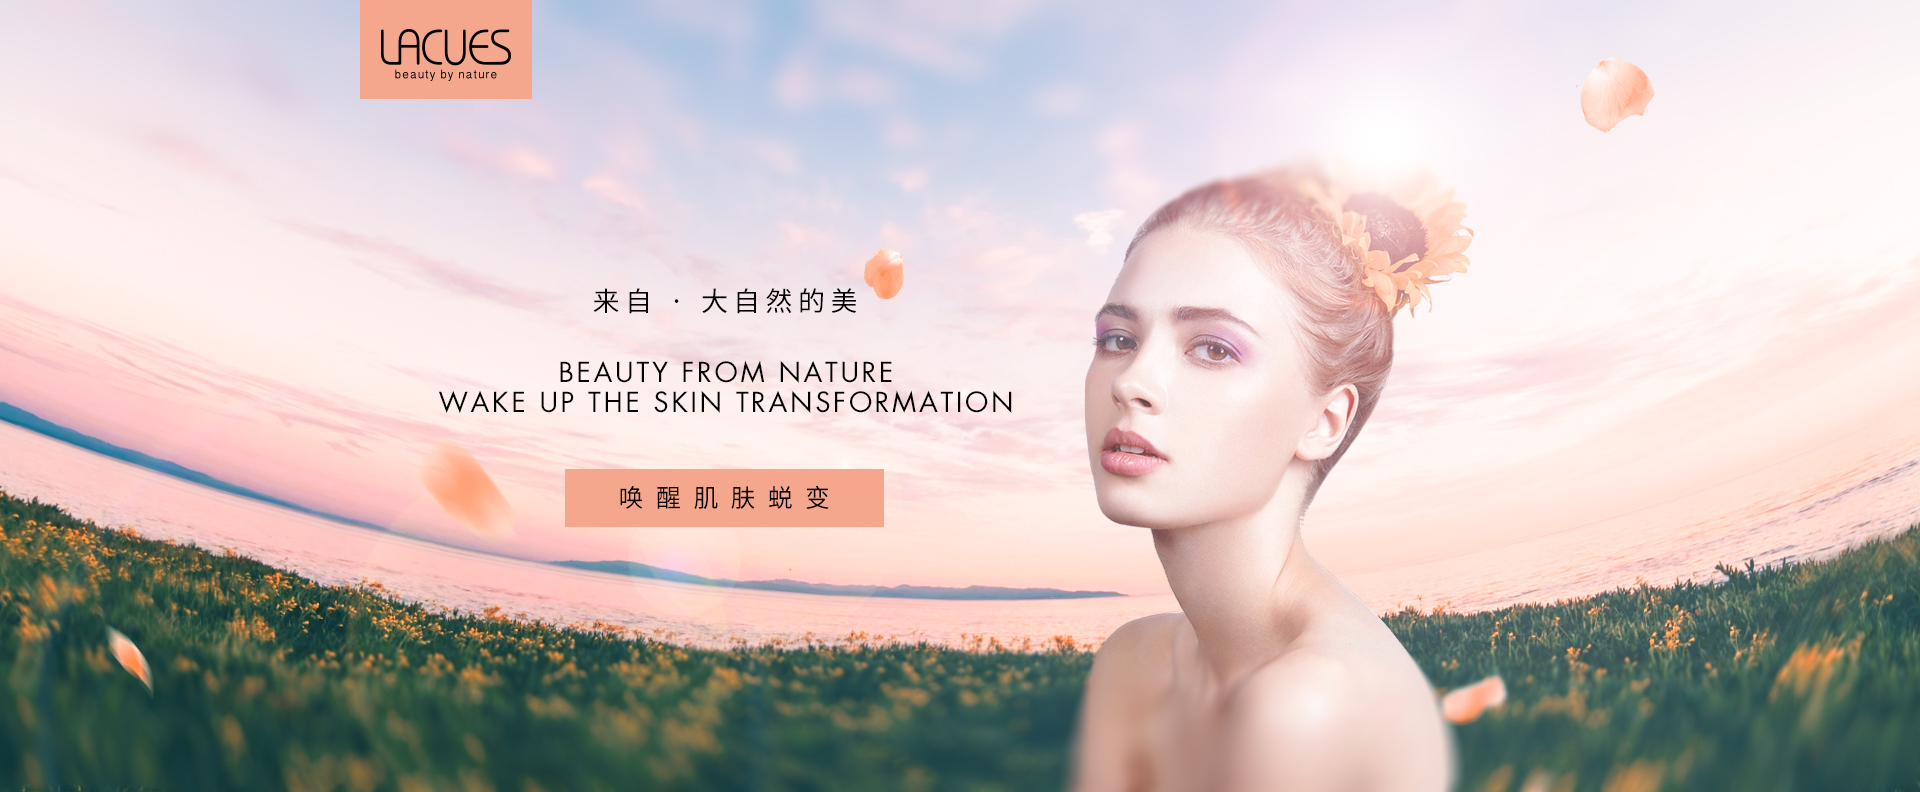 LACUES
beauty by nature
来自 · 大自然的美
BEAUTY FROM NATURE
WAKE UP THE SKIN TRANSFORMATION
唤醒肌肤蜕变